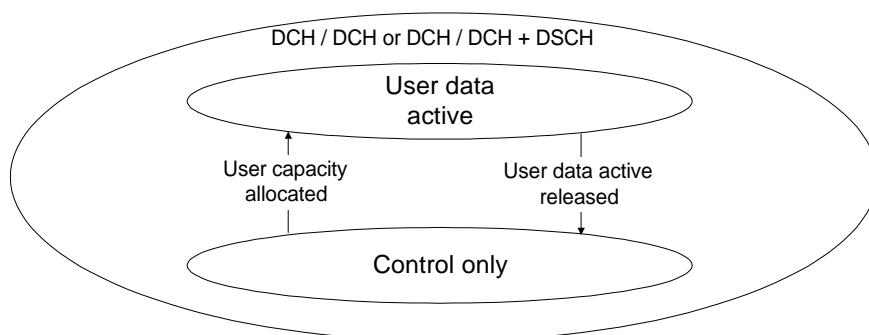 DCH / DCH or DCH / DCH + DSCH
User data
active
User capacity
allocated
User data active
released
Control only